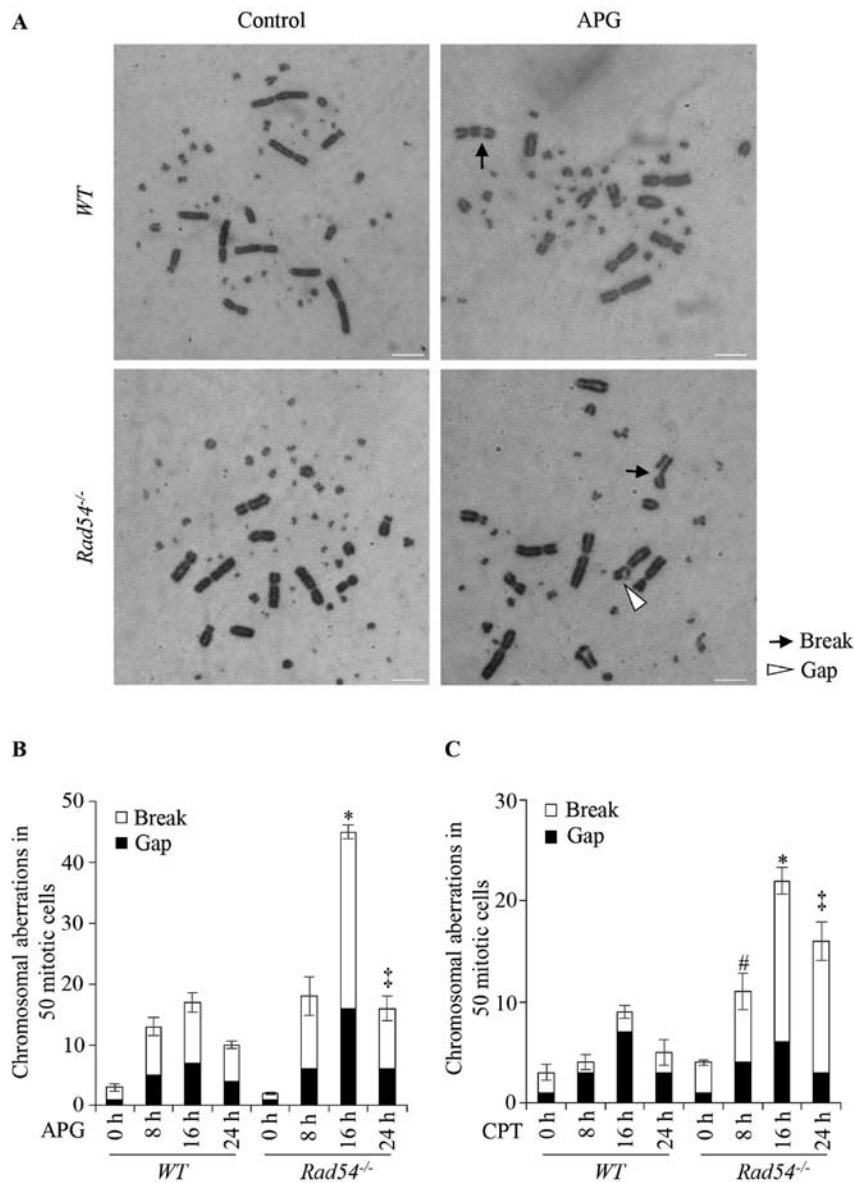 A
Control
APG
WT
Rad54-/-
Break
Gap
B
C
50
40
30
20
10
0
Chromosomal aberrations in
50 mitotic cells
Break
Gap
*
‡
APG
0 h
8 h
16 h
24 h
0 h
8 h
16 h
24 h
WT
Rad54-/-
30
20
10
0
Chromosomal aberrations in
50 mitotic cells
Break
Gap
#
*
‡
CPT
0 h
8 h
16 h
24 h
0 h
8 h
16 h
24 h
WT
Rad54-/-